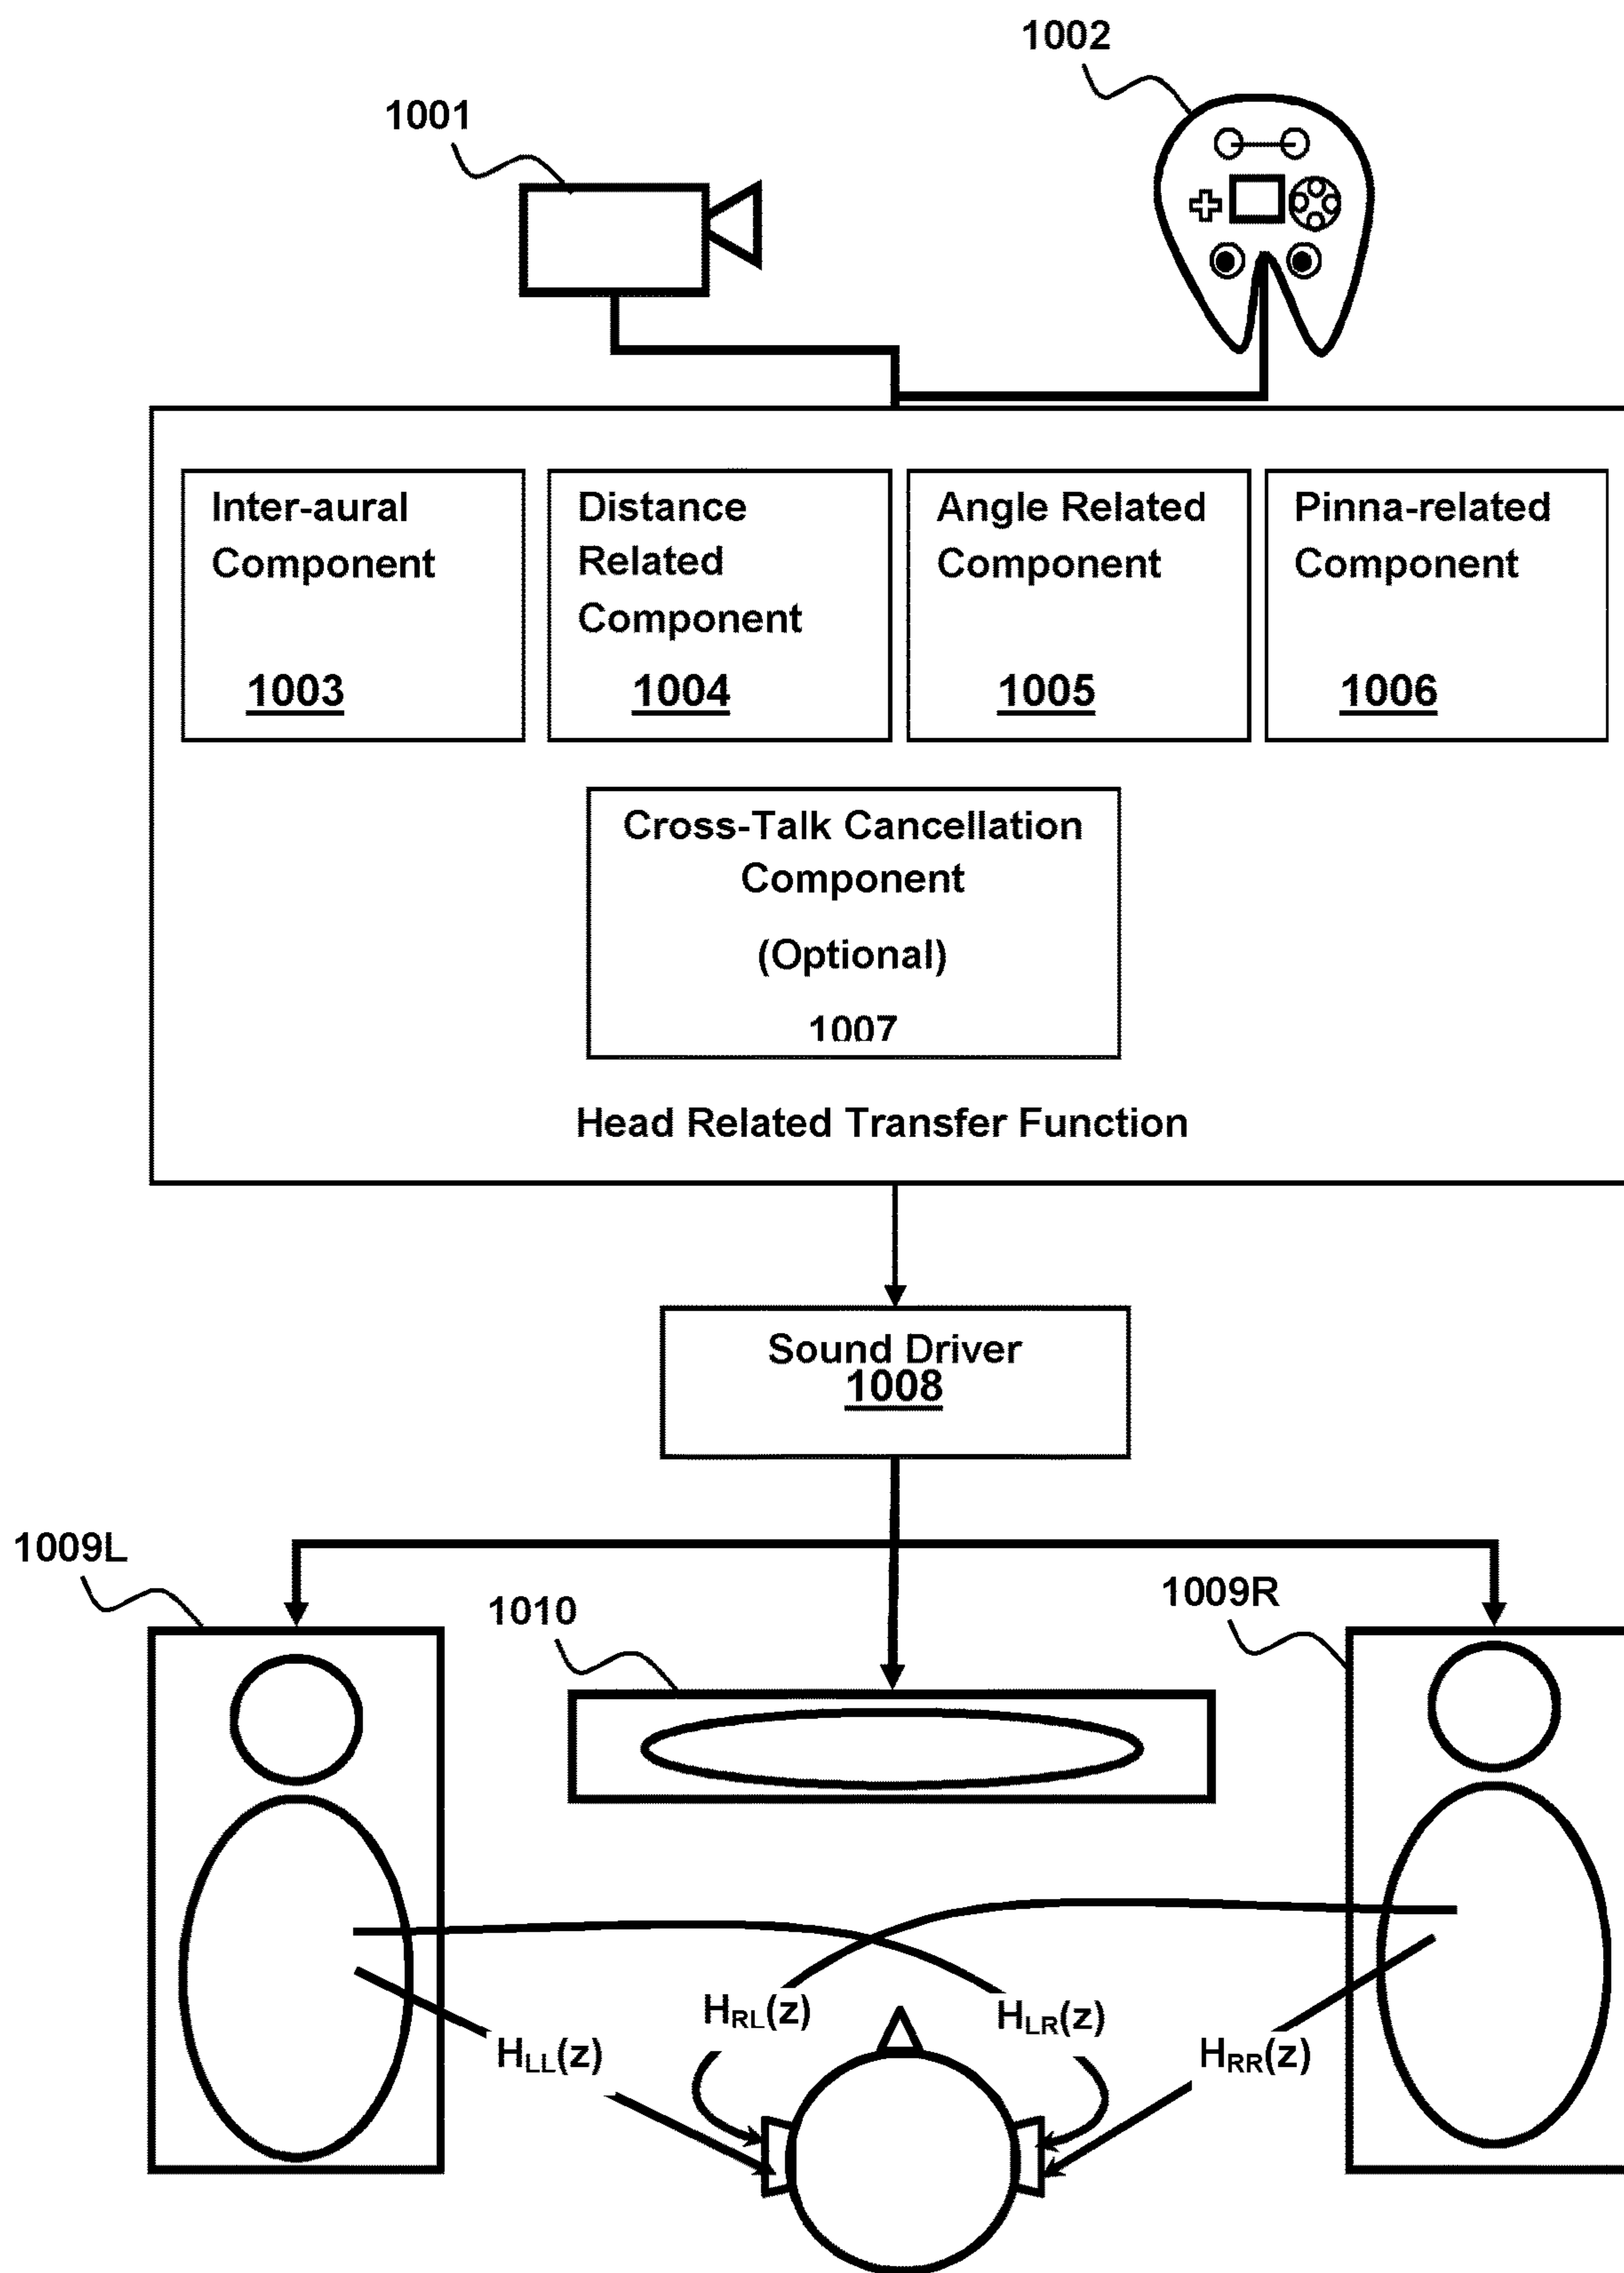 1002
1001
Inter-aural
Component
1003
Distance
Related
Component
1004
Angle Related
Component
1005
Pinna-related
Component
1006
Cross-Talk Cancellation
Component
(Optional)
1007
Head Related Transfer Function
Sound Driver
1008
1009L
1010
1009R
HRL(z)
HLR(z)
HLL(z)
HRR(z)